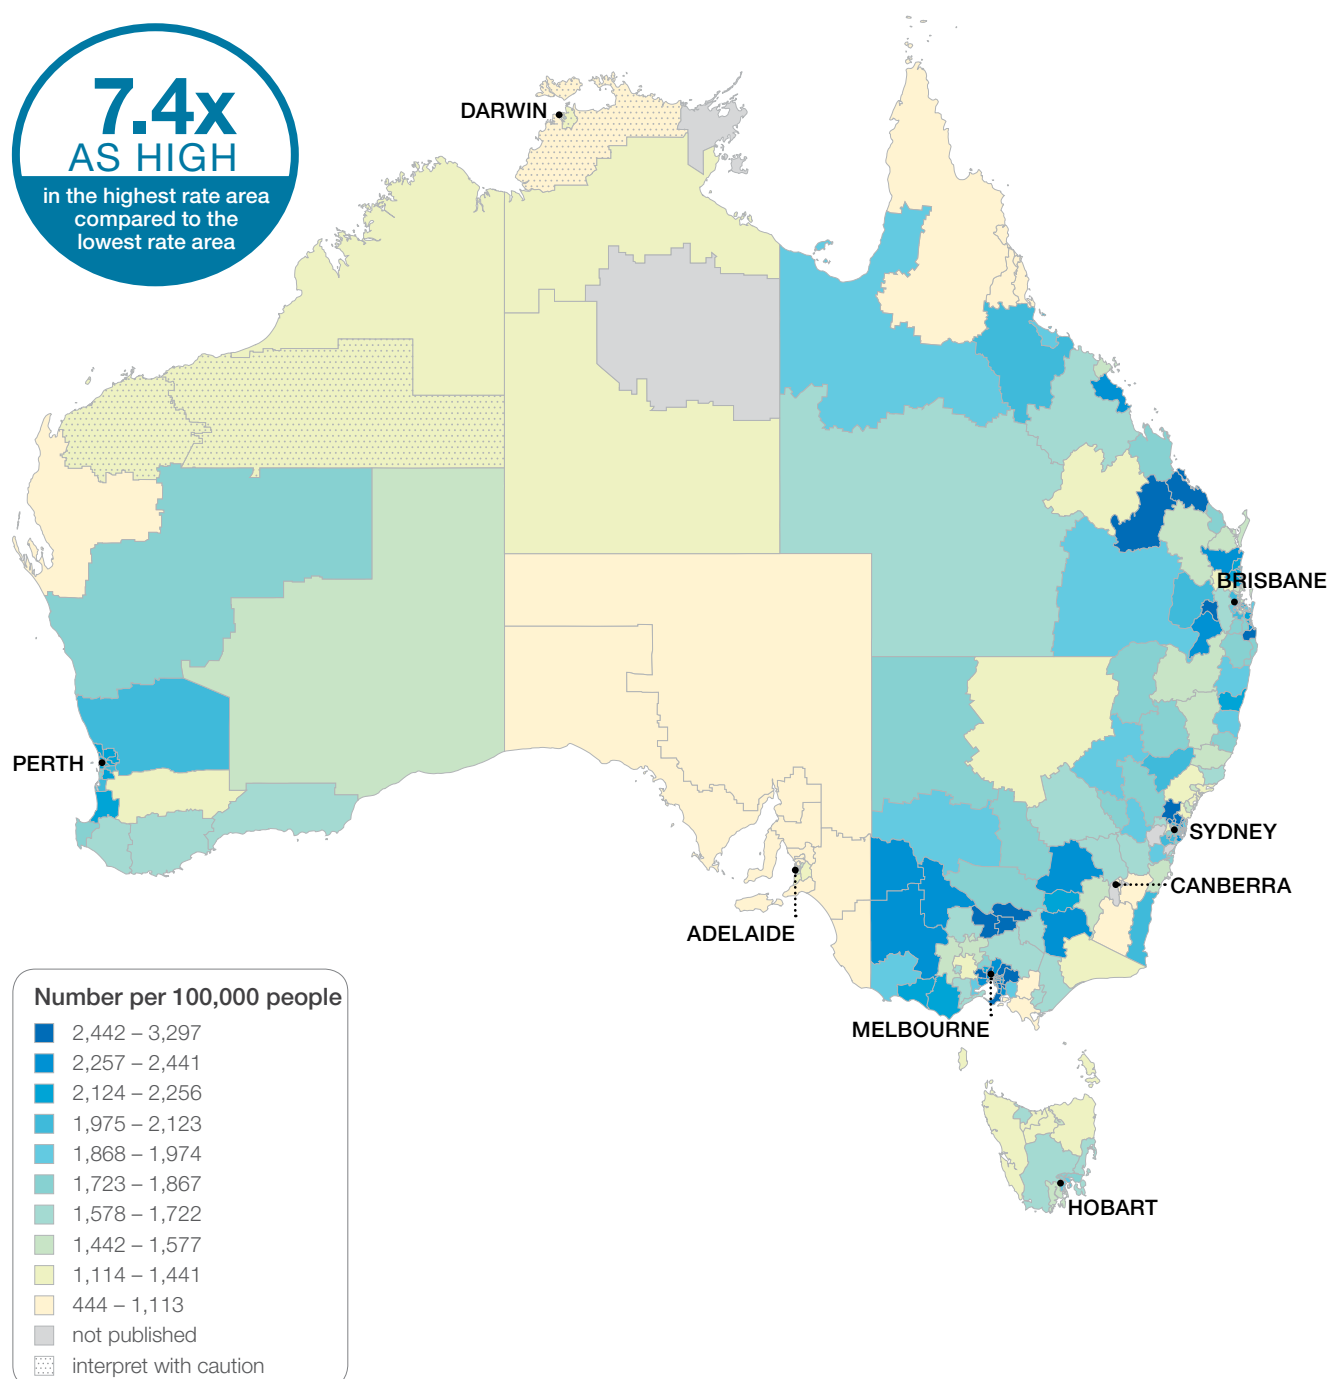 7.4x
AS HIGH
in the highest rate area
compared to the
lowest rate area
DARWIN
BRISBANE
PERTH
SYDNEY
CANBERRA
ADELAIDE
MELBOURNE
HOBART
Number per 100,000 people
2,442 – 3,297
2,257 – 2,441
2,124 – 2,256
1,975 – 2,123
1,868 – 1,974
1,723 – 1,867
1,578 – 1,722
1,442 – 1,577
1,114 – 1,441
444 – 1,113
not published
interpret with caution